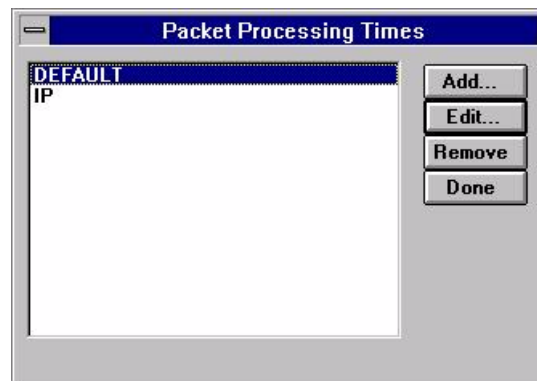 Packet Processing Times
DEFAULT
IP
Add...
Edit...
Remove
Done